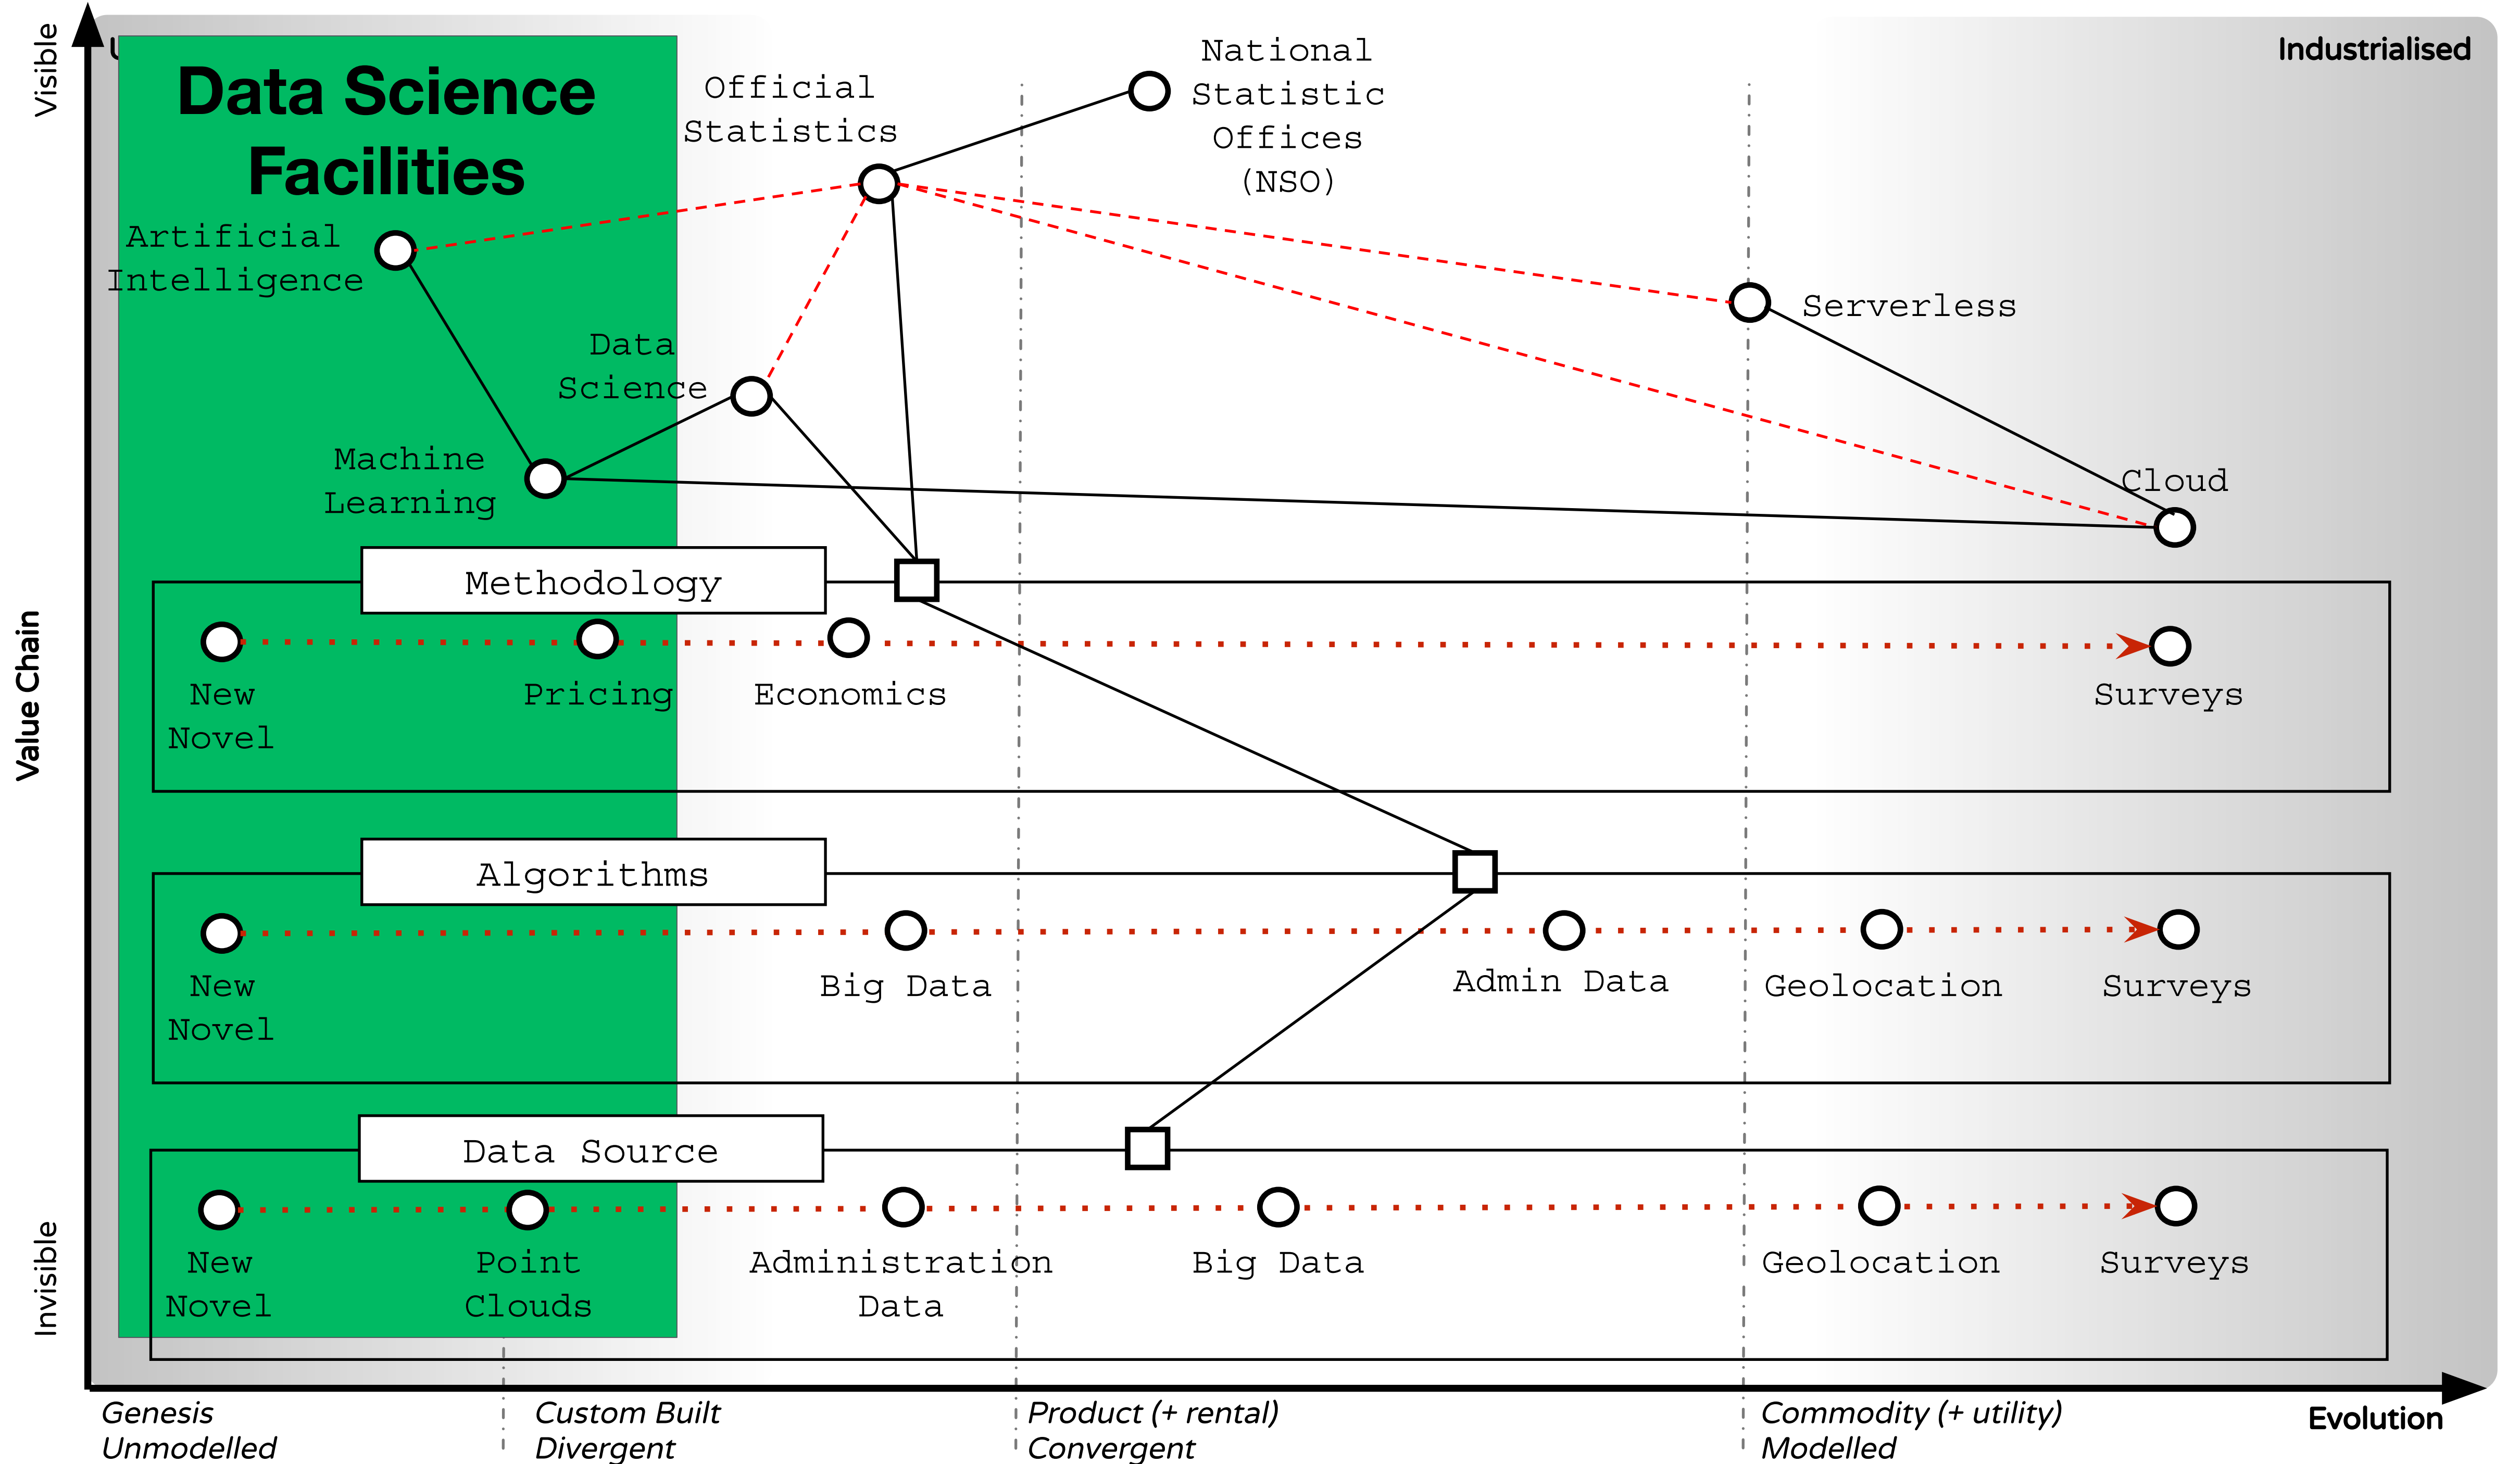 Visible
Industrialised
Data Science
Facilities
Official
Statistics
National
Statistic
Offices
(NSO)
Artificial
Intelligence
Serverless
Data
Science
Machine
Learning
Cloud
Value Chain
Methodology
New
Novel
Pricing
Economics
Surveys
Algorithms
New
Novel
Big Data
Admin Data
Geolocation
Surveys
Data Source
New
Novel
Point
Clouds
Administration
Data
Big Data
Geolocation
Surveys
Invisible
Genesis
Unmodelled
Custom Built
Divergent
Product (+ rental)
Convergent
Commodity (+ utility)
Modelled
Evolution